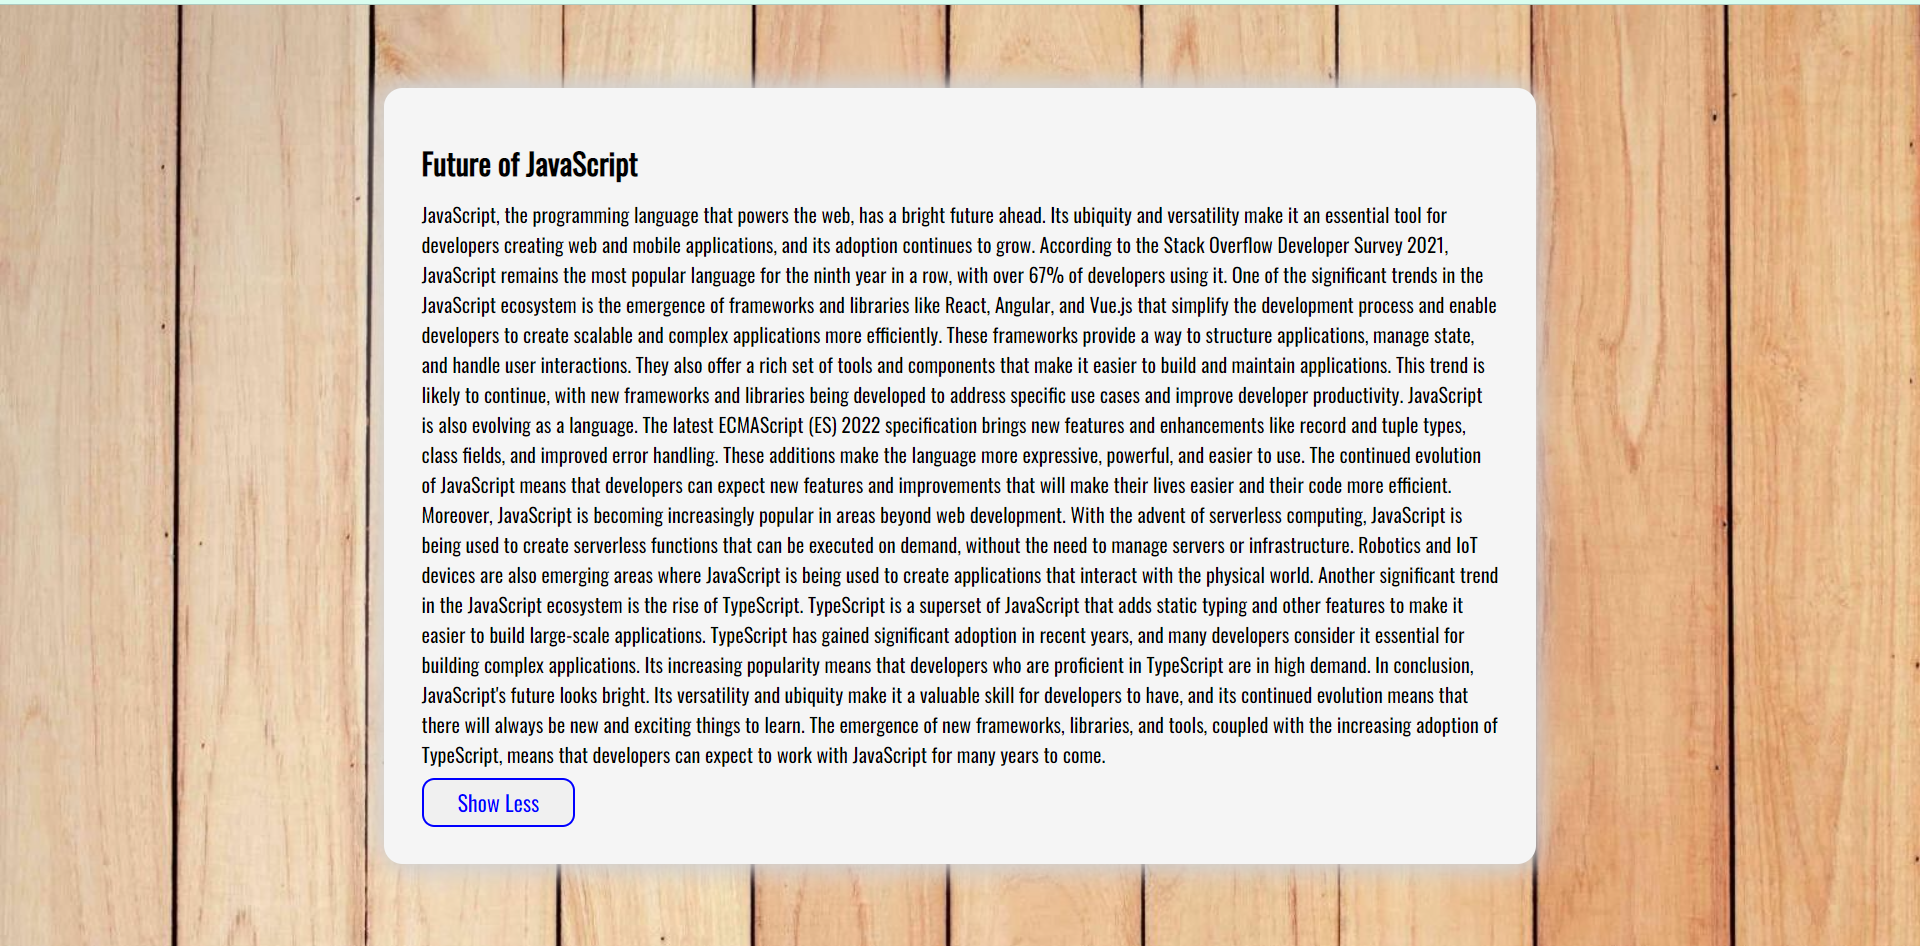 Future of JavaScript
JavaScript, the programming language that powers the web, has a bright future ahead. Its ubiquity and versatility make it an essential tool for
developers creating web and mobile applications, and its adoption continues to grow. According to the Stack Overflow Developer Survey 2021,
JavaScript remains the most popular language for the ninth year in a row, with over 67% of developers using it. One of the significant trends in the
JavaScript ecosystem is the emergence of frameworks and libraries like React, Angular, and Vue.js that simplify the development process and enable
developers to create scalable and complex applications more efficiently. These frameworks provide a way to structure applications, manage state,
and handle user interactions. They also offer a rich set of tools and components that make it easier to build and maintain applications. This trend is
likely to continue, with new frameworks and libraries being developed to address specific use cases and improve developer productivity. JavaScript
is also evolving as a language. The latest ECMAScript (ES) 2022 specification brings new features and enhancements like record and tuple types,
class fields, and improved error handling. These additions make the language more expressive, powerful, and easier to use. The continued evolution
of JavaScript means that developers can expect new features and improvements that will make their lives easier and their code more efficient.
Moreover, JavaScript is becoming increasingly popular in areas beyond web development. With the advent of serverless computing, JavaScript is
being used to create serverless functions that can be executed on demand, without the need to manage servers or infrastructure. Robotics and IoT
devices are also emerging areas where JavaScript is being used to create applications that interact with the physical world. Another significant trend
in the JavaScript ecosystem is the rise of TypeScript. TypeScript is a superset of JavaScript that adds static typing and other features to make it
easier to build large-scale applications. TypeScript has gained significant adoption in recent years, and many developers consider it essential for
building complex applications. Its increasing popularity means that developers who are proficient in TypeScript are in high demand. In conclusion,
JavaScript's future looks bright. Its versatility and ubiquity make it a valuable skill for developers to have, and its continued evolution means that
there will always be new and exciting things to learn. The emergence of new frameworks, libraries, and tools, coupled with the increasing adoption of
TypeScript, means that developers can expect to work with JavaScript for many years to come.
Show Less